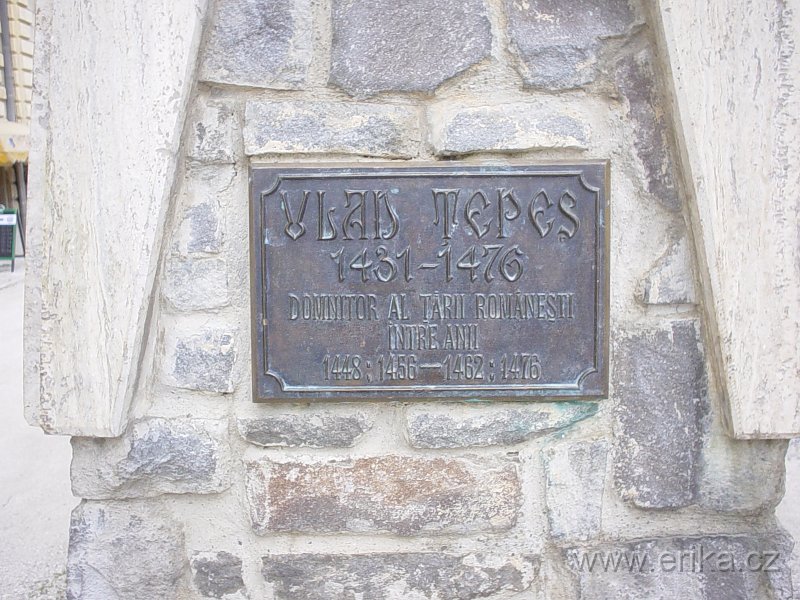 VLAD ȚEPEȘ
1431-1476
DOMNITOR AL ȚĂRII ROMÂNEȘTI
ÎNTRE ANII
1448; 1456—1462; 1476
www.erika.cz